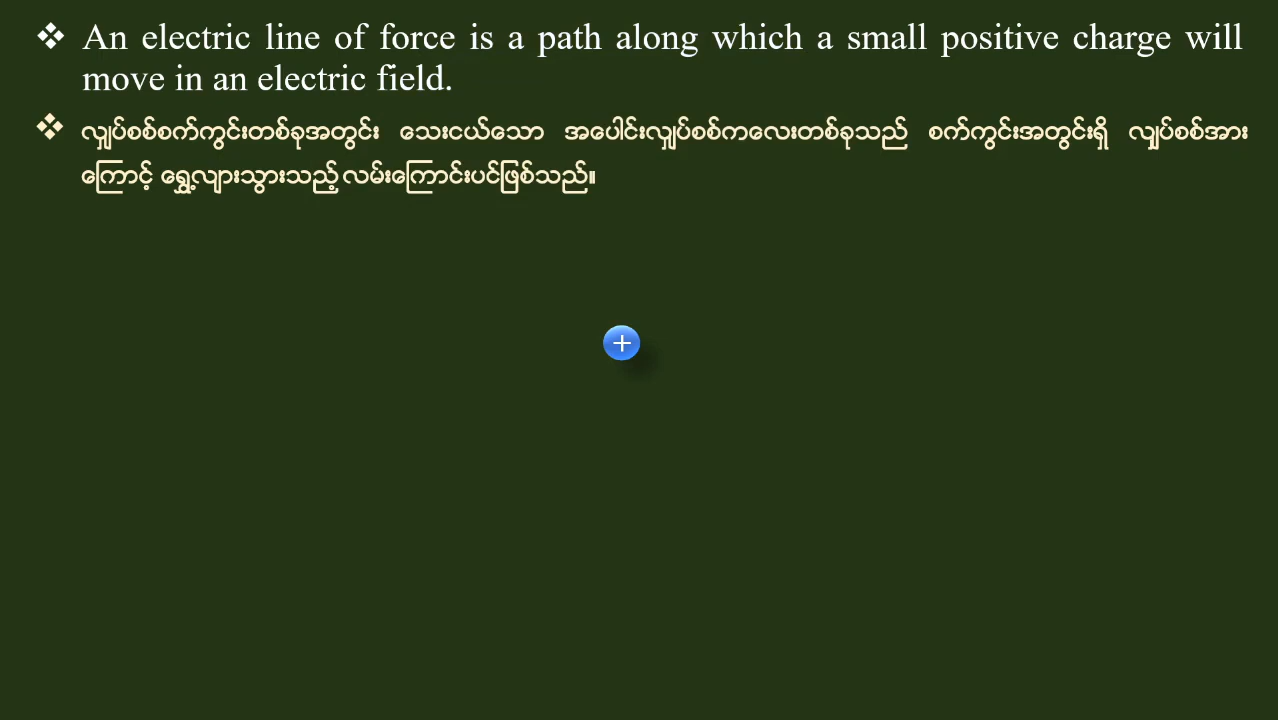 ❖ An electric line of force is a path along which a small positive charge will
move in an electric field.
❖ လျှပ်စစ်စက်ကွင်းတစ်ခုအတွင်း သေးငယ်သော အပေါင်းလျှပ်စစ်ကလေးတစ်ခုသည် စက်ကွင်းအတွင်းရှိ လျှပ်စစ်အား
ကြောင့် ရွေ့လျားသွားသည့် လမ်းကြောင်းပင်ဖြစ်သည်။
+